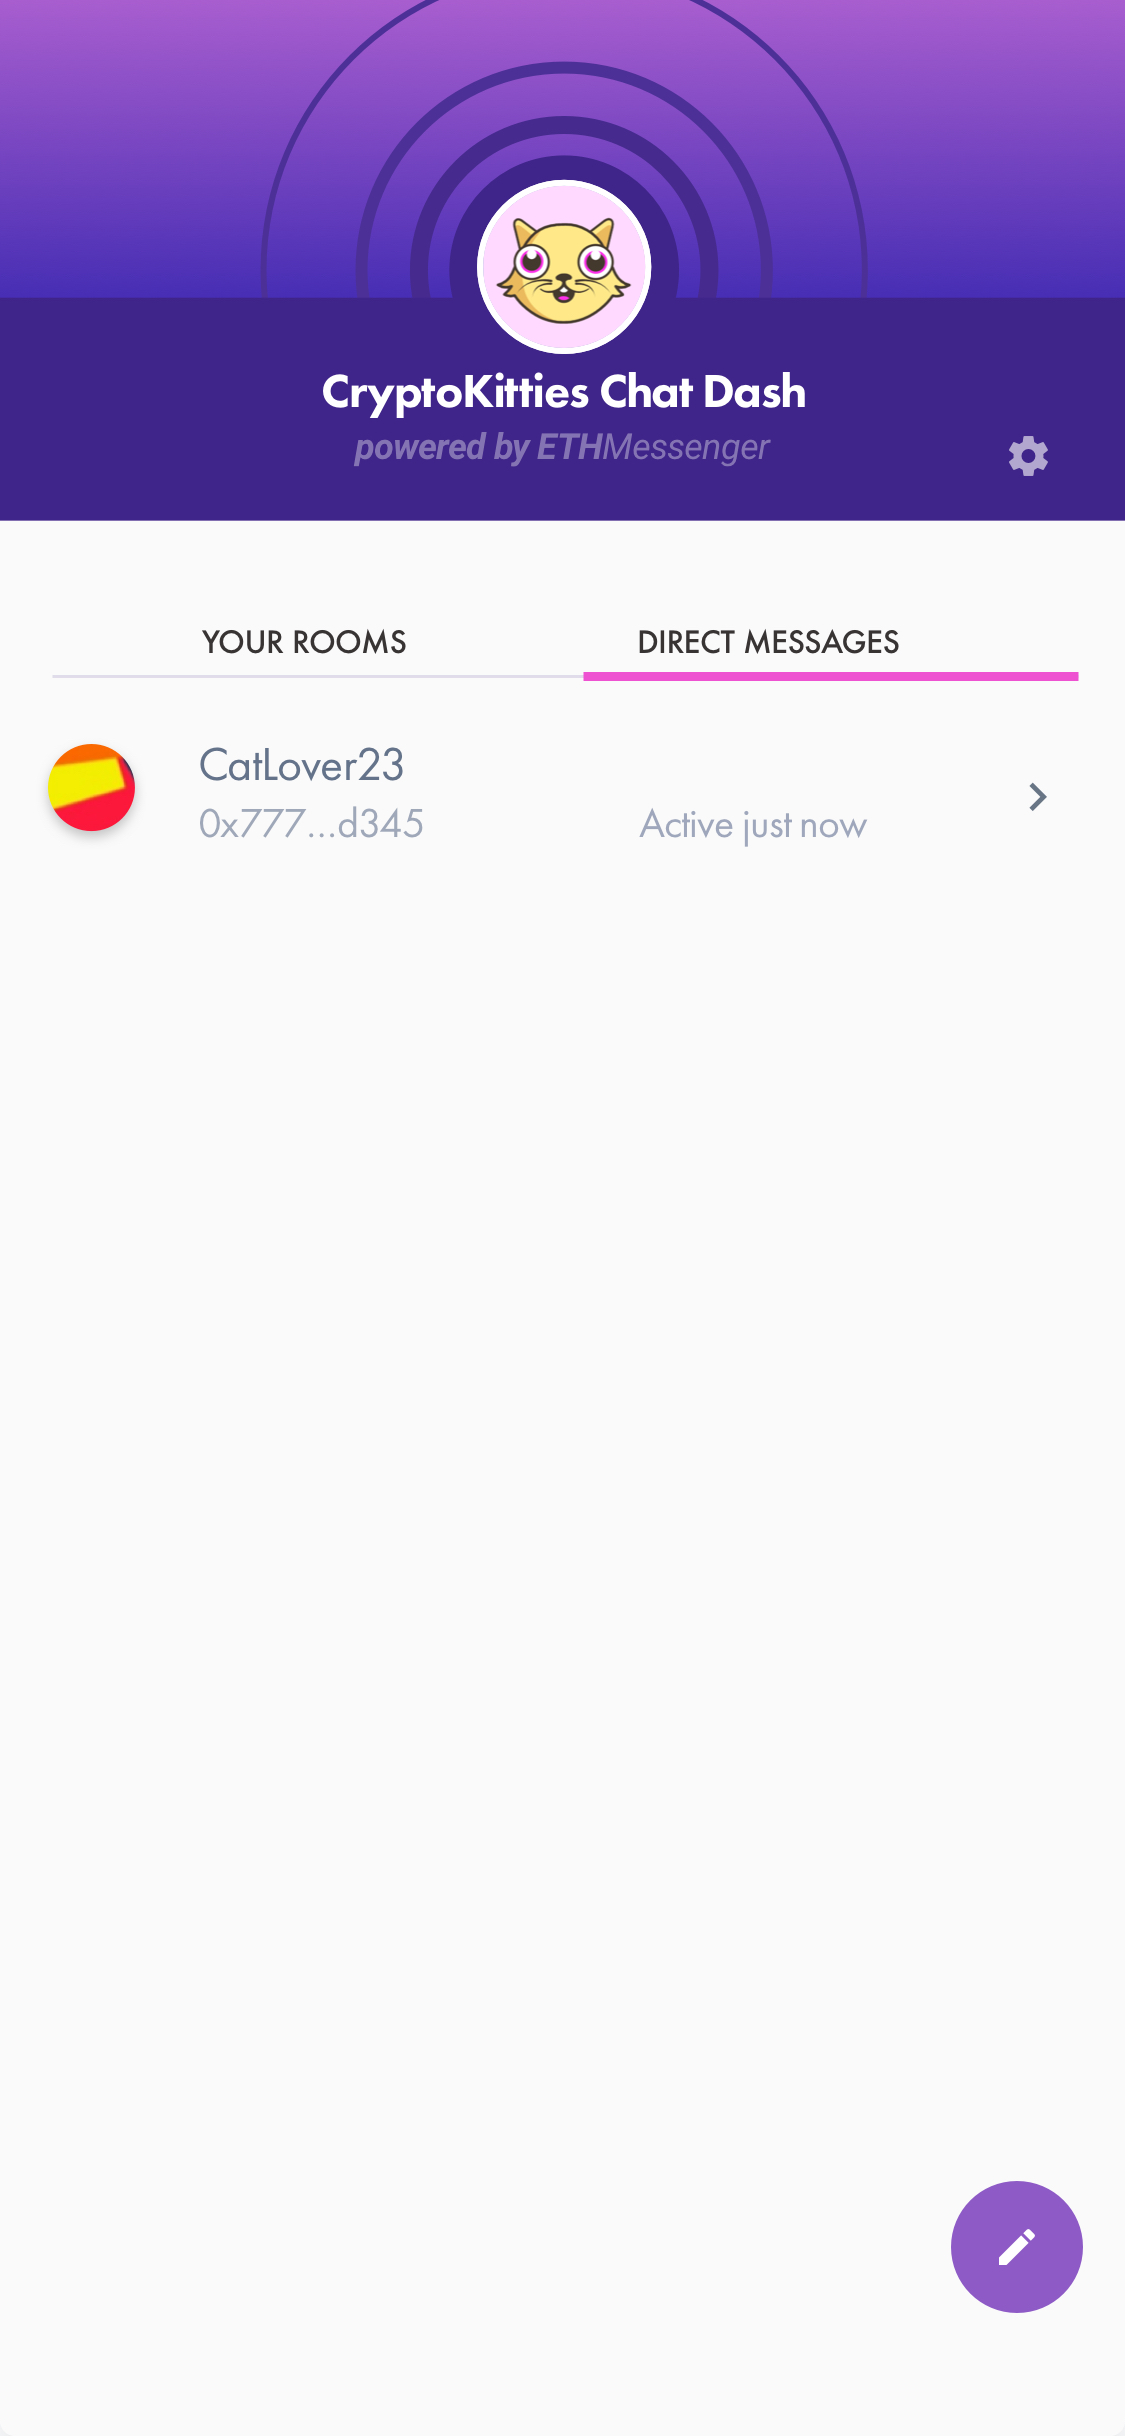 CryptoKitties Chat Dash
powered by ETHMessenger
YOUR ROOMS
DIRECT MESSAGES
CatLover23
0x777...d345
Active just now